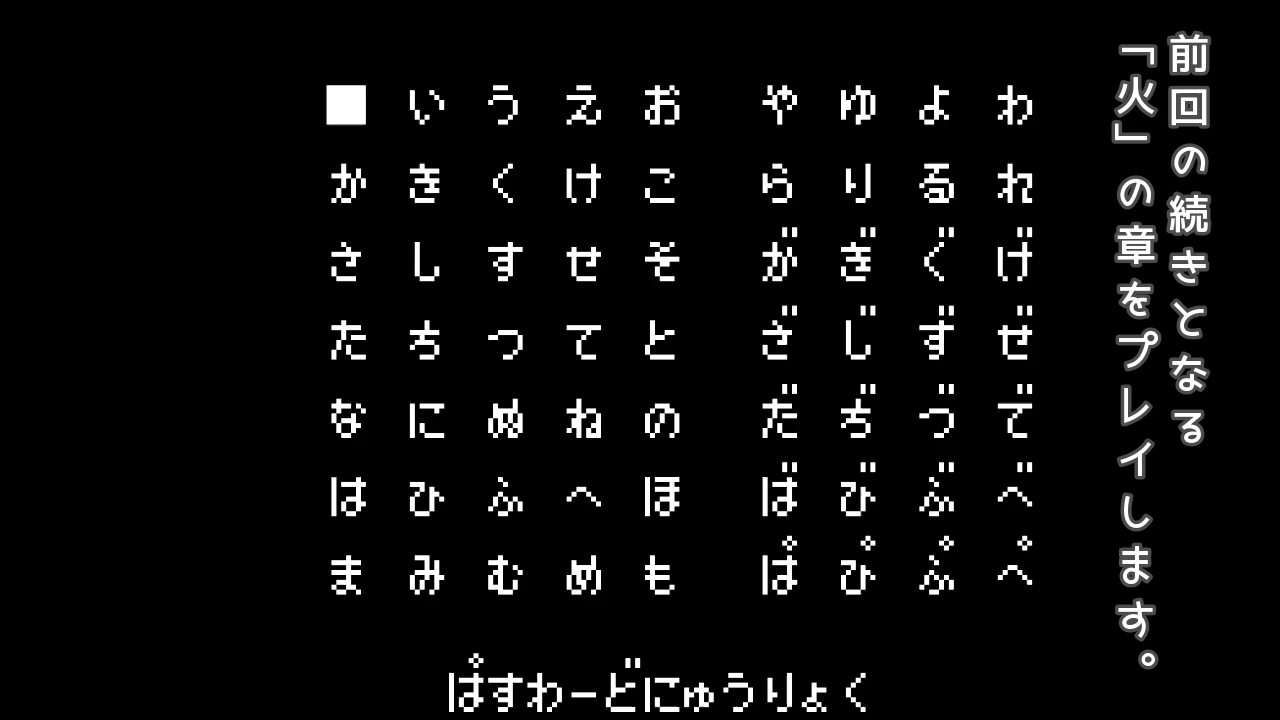 前回の続きとなる
「火」の章をプレイします。
■ い う え お や ゆ よ わ
か き く け こ ら り る れ
さ し す せ そ が ぎ ぐ げ
た ち つ て と ざ じ ず ぜ
な に ぬ ね の だ ぢ づ で
は ひ ふ へ ほ ば び ぶ べ
ま み む め も ぱ ぴ ぷ ぺ
ぱすわーどにゅうりょく